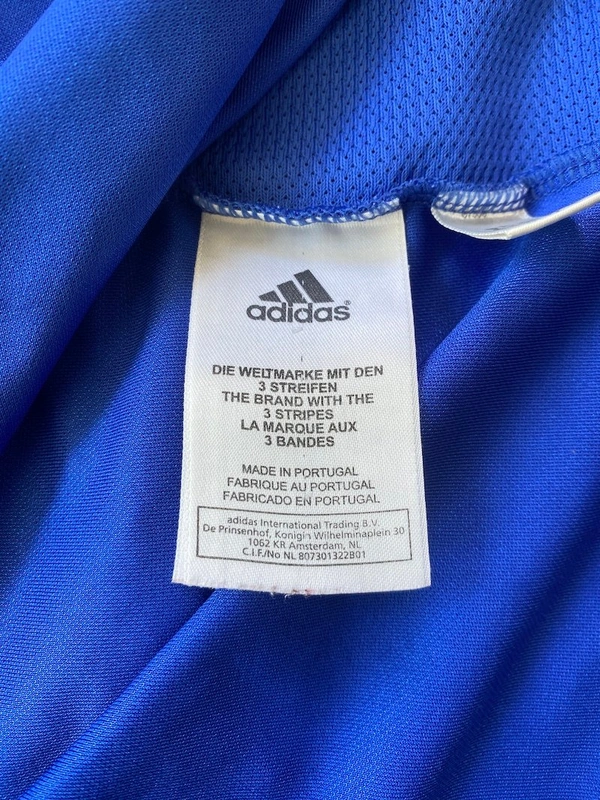 adidas®
DIE WELTMARKE MIT DEN
3 STREIFEN
THE BRAND WITH THE
3 STRIPES
LA MARQUE AUX
3 BANDES
MADE IN PORTUGAL
FABRIQUE AU PORTUGAL
FABRICADO EN PORTUGAL
adidas International Trading B.V.
De Prinsenhof, Konigin Wilhelminaplein 30
1062 KR Amsterdam, NL
C.I.F./No NL 807301322B01